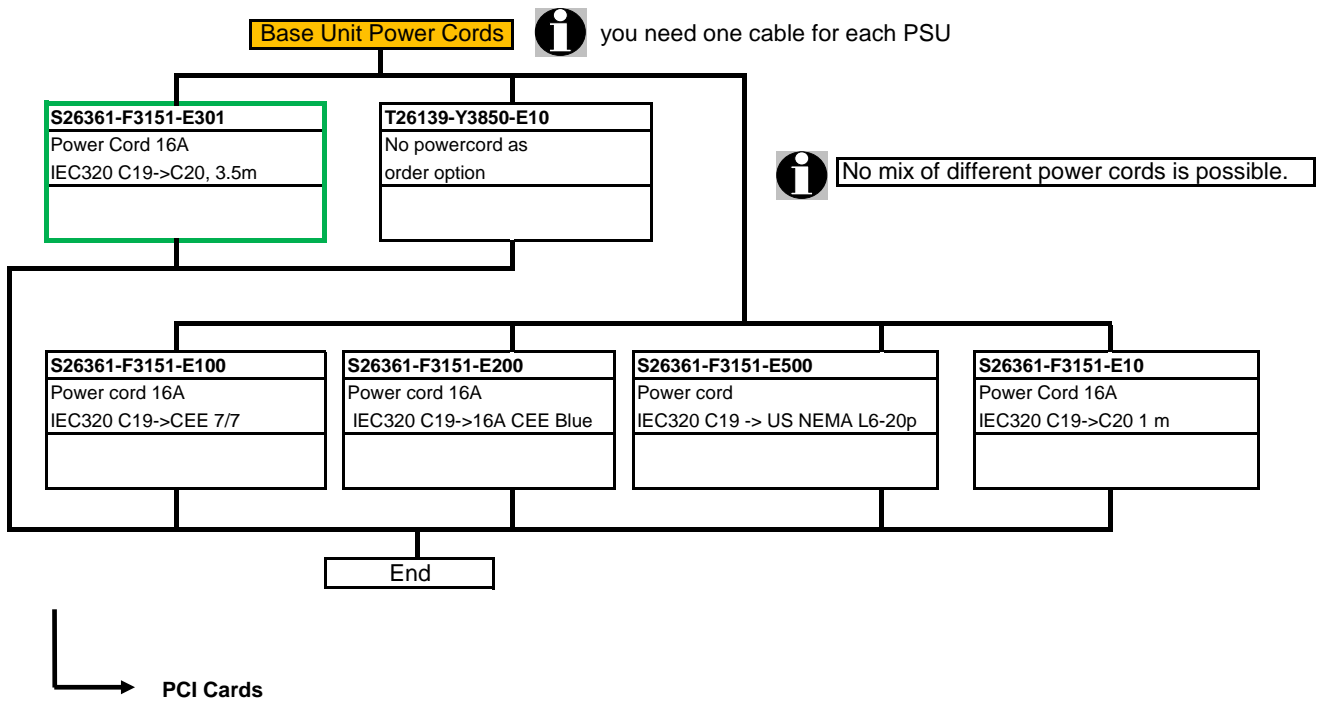 Base Unit Power Cords
you need one cable for each PSU
S26361-F3151-E301
Power Cord 16A
IEC320 C19->C20, 3.5m
T26139-Y3850-E10
No powercord as
order option
No mix of different power cords is possible.
S26361-F3151-E100
Power cord 16A
IEC320 C19->CEE 7/7
S26361-F3151-E200
Power cord 16A
IEC320 C19->16A CEE Blue
S26361-F3151-E500
Power cord
IEC320 C19 -> US NEMA L6-20p
S26361-F3151-E10
Power Cord 16A
IEC320 C19->C20 1 m
End
PCI Cards